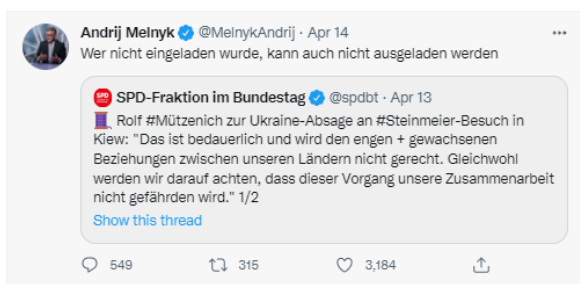 Andrij Melnyk @MelnykAndrij · Apr 14
Wer nicht eingeladen wurde, kann auch nicht ausgeladen werden
SPD SPD-Fraktion im Bundestag @spdbt · Apr 13
Rolf #Mützenich zur Ukraine-Absage an #Steinmeier-Besuch in
Kiew: "Das ist bedauerlich und wird den engen + gewachsenen
Beziehungen zwischen unseren Ländern nicht gerecht. Gleichwohl
werden wir darauf achten, dass dieser Vorgang unsere Zusammenarbeit
nicht gefährden wird." 1/2
Show this thread
549 315 3,184